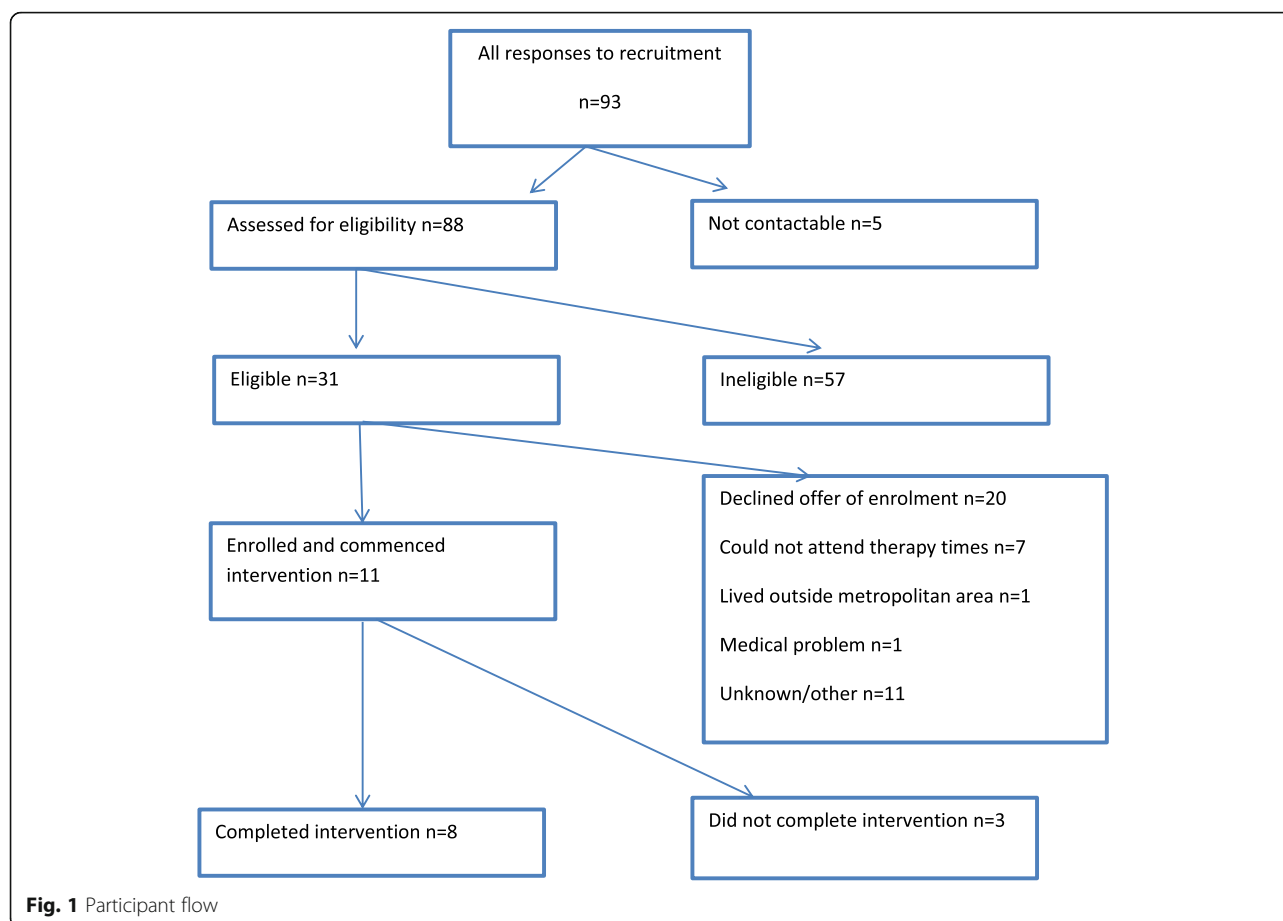 All responses to recruitment
n=93
Assessed for eligibility n=88
Not contactable n=5
Eligible n=31
Ineligible n=57
Declined offer of enrolment n=20
Could not attend therapy times n=7
Lived outside metropolitan area n=1
Medical problem n=1
Unknown/other n=11
Enrolled and commenced
intervention n=11
Completed intervention n=8
Did not complete intervention n=3
Fig. 1 Participant flow